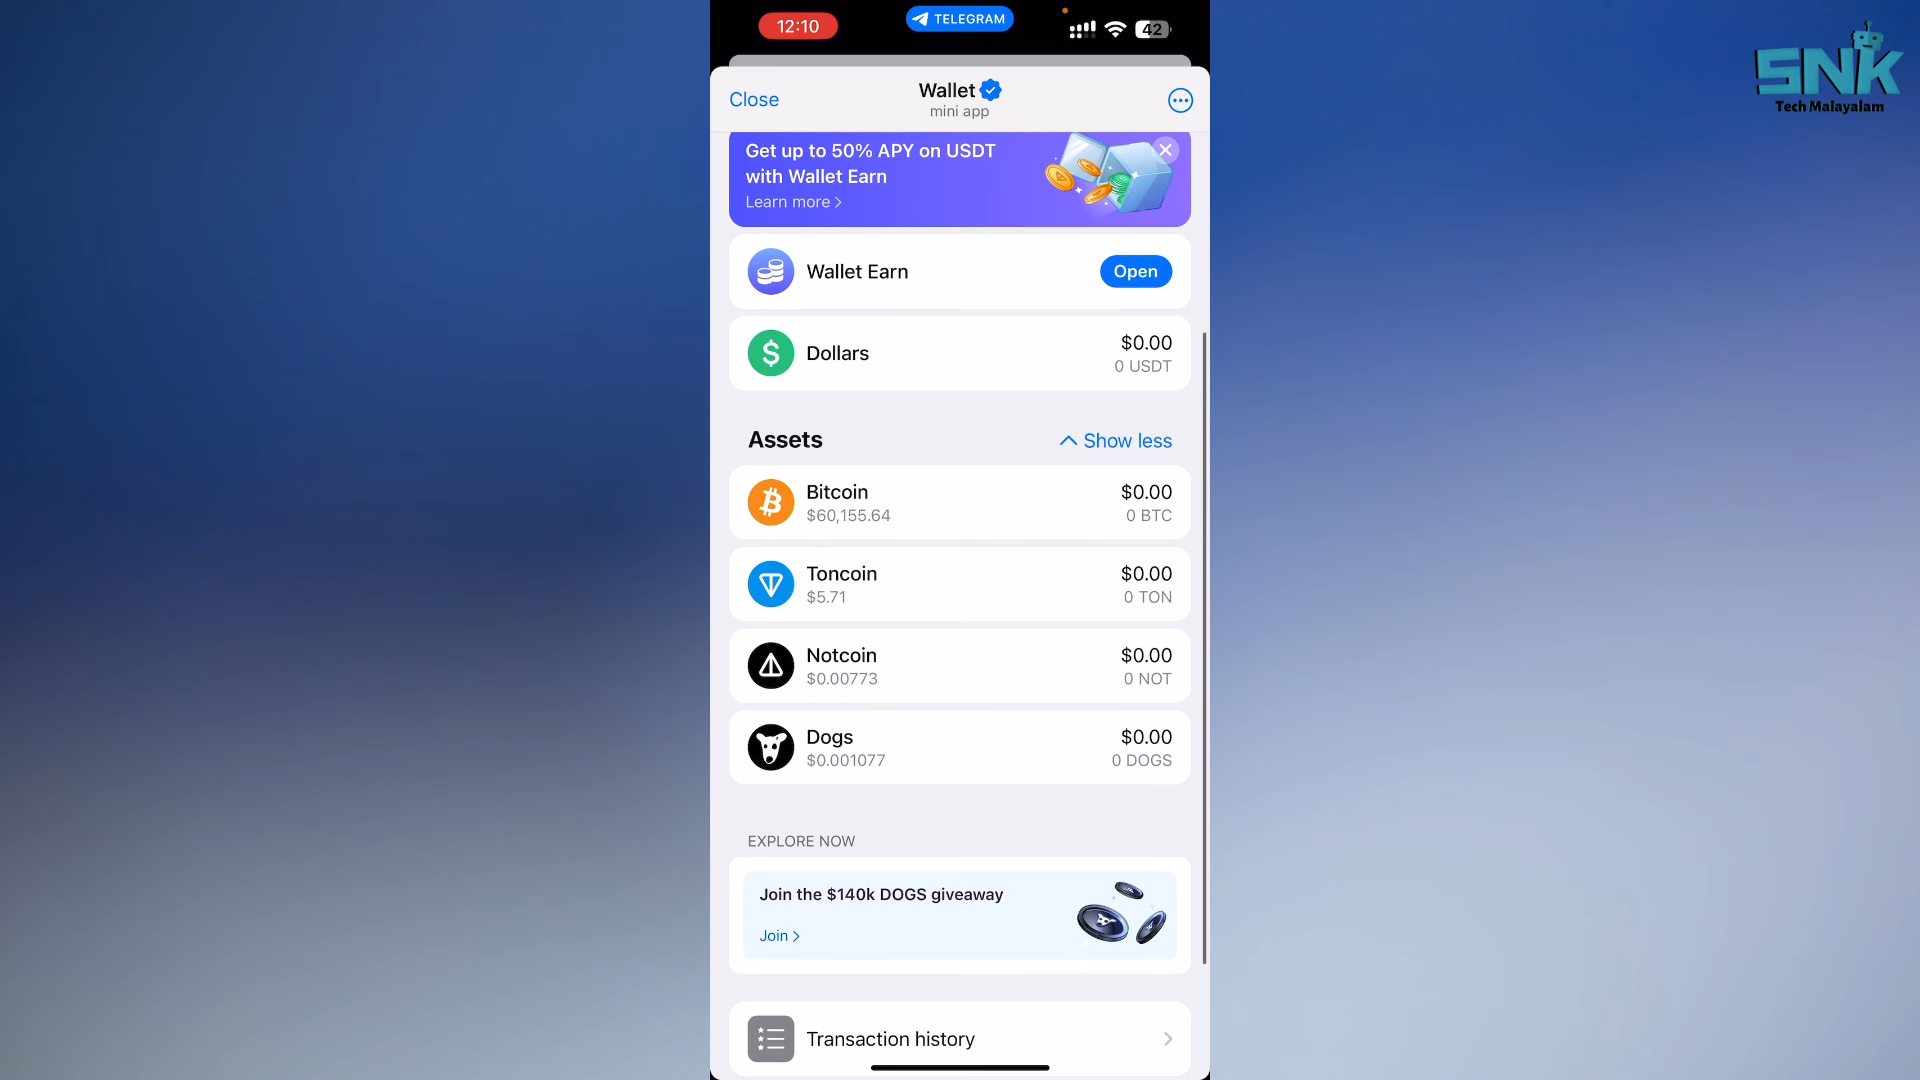 12:10
TELEGRAM
42
SNK
Tech Malayalam
Close
Wallet
mini app
Get up to 50% APY on USDT
with Wallet Earn
Learn more
Wallet Earn
Open
Dollars
$0.00
0 USDT
Assets
Show less
Bitcoin
$0.00
$60,155.64
0 BTC
Toncoin
$0.00
$5.71
0 TON
Notcoin
$0.00
$0.00773
0 NOT
Dogs
$0.00
$0.001077
0 DOGS
EXPLORE NOW
Join the $140k DOGS giveaway
Join
Transaction history